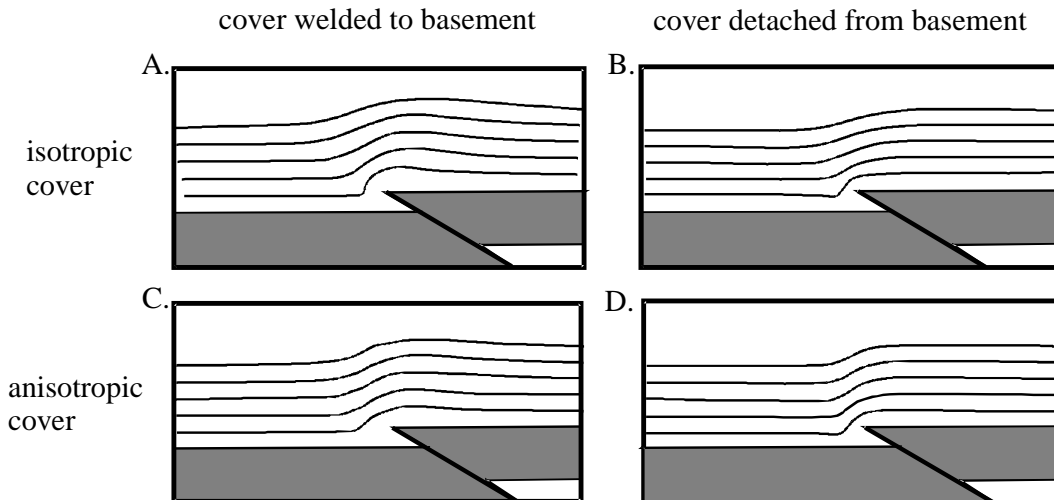 cover welded to basement
cover detached from basement
A.
B.
isotropic
cover
C.
D.
anisotropic
cover